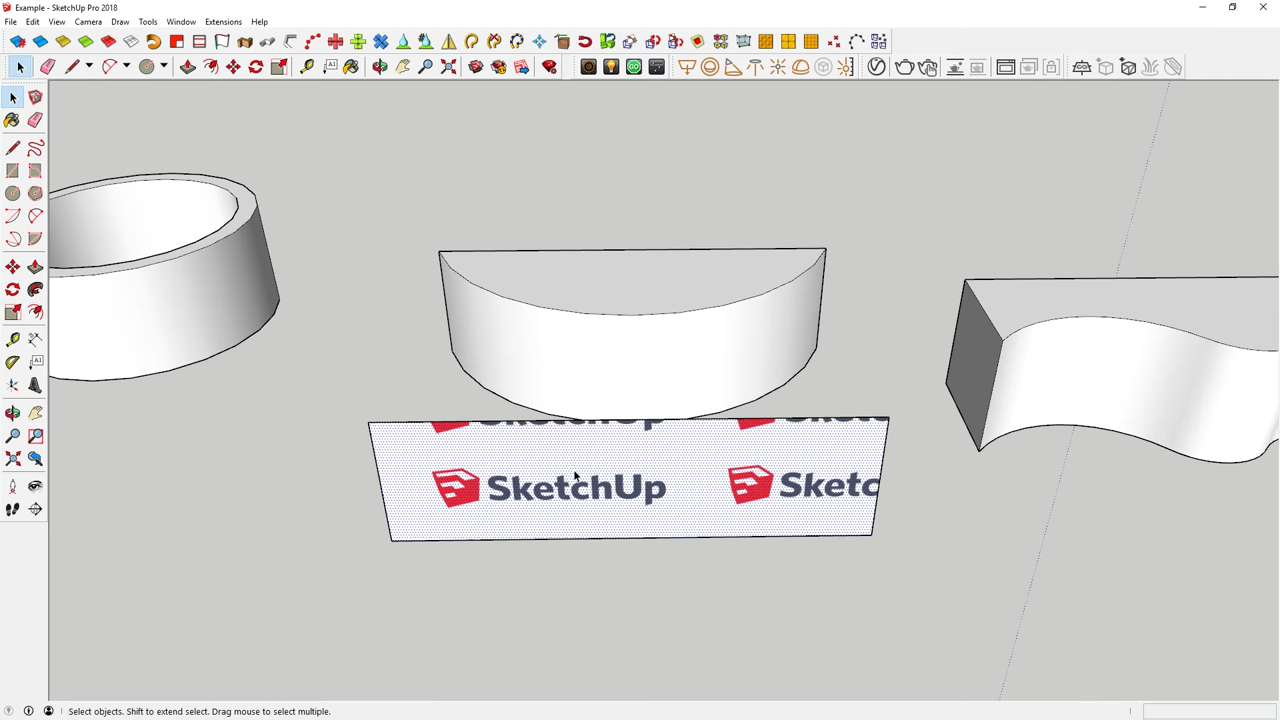 Example - SketchUp Pro 2018
File Edit View Camera Draw Tools Window Extensions Help
SketchUp
SketchUp Sketc
Select objects. Shift to extend select. Drag mouse to select multiple.